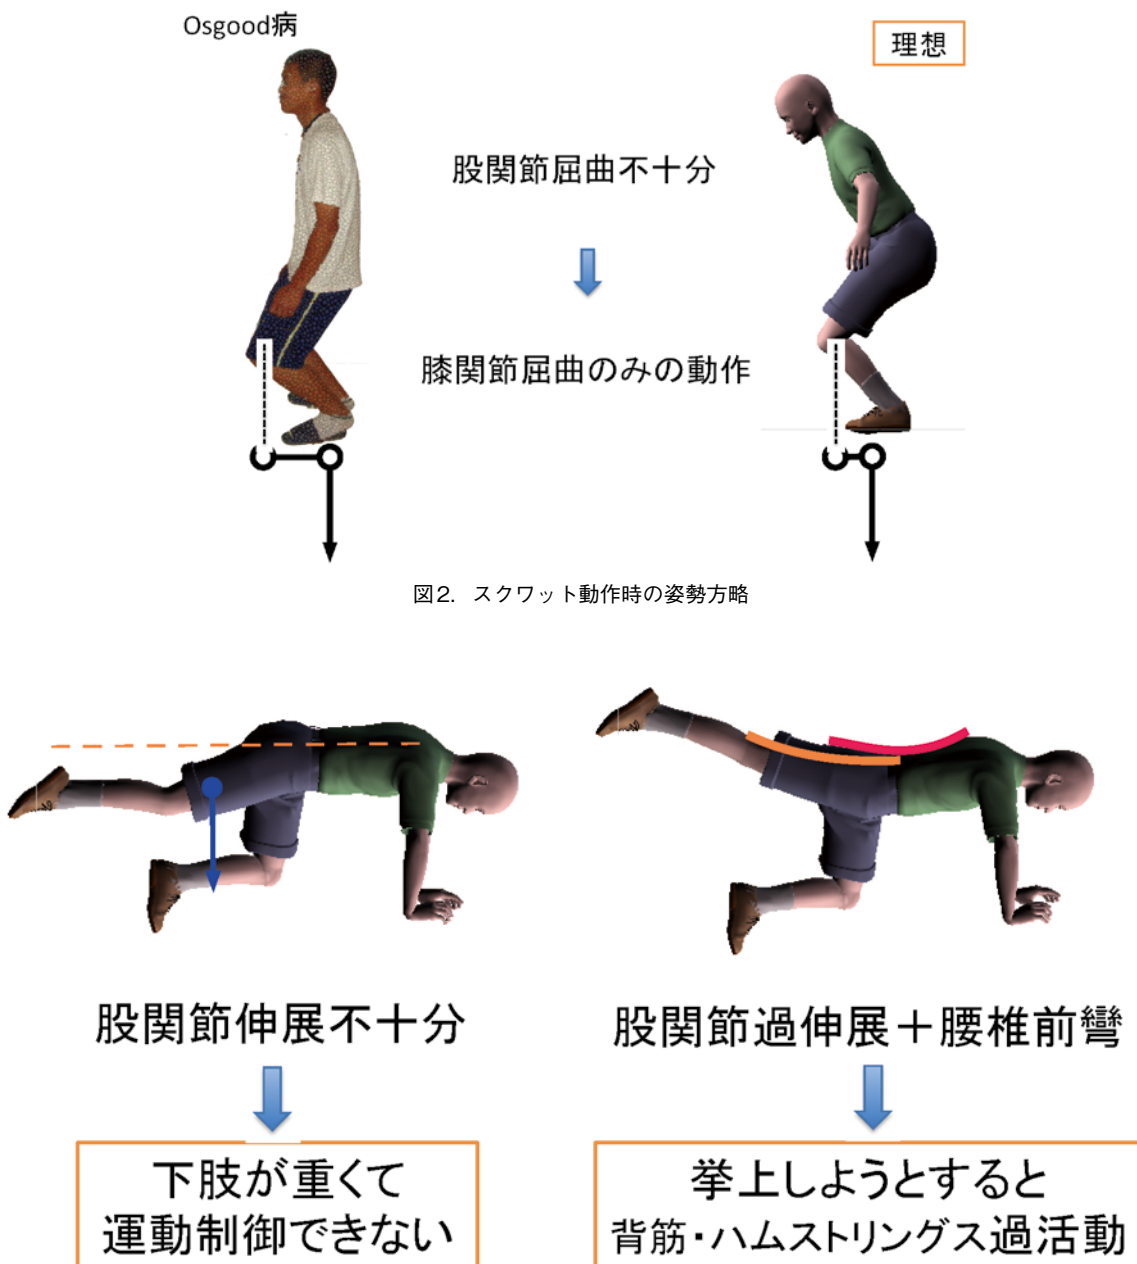 Osgood病
理想
股関節屈曲不十分
膝関節屈曲のみの動作
図2. スクワット動作時の姿勢方略
股関節伸展不十分
股関節過伸展＋腰椎前彎
下肢が重くて
運動制御できない
挙上しようとすると
背筋・ハムストリングス過活動